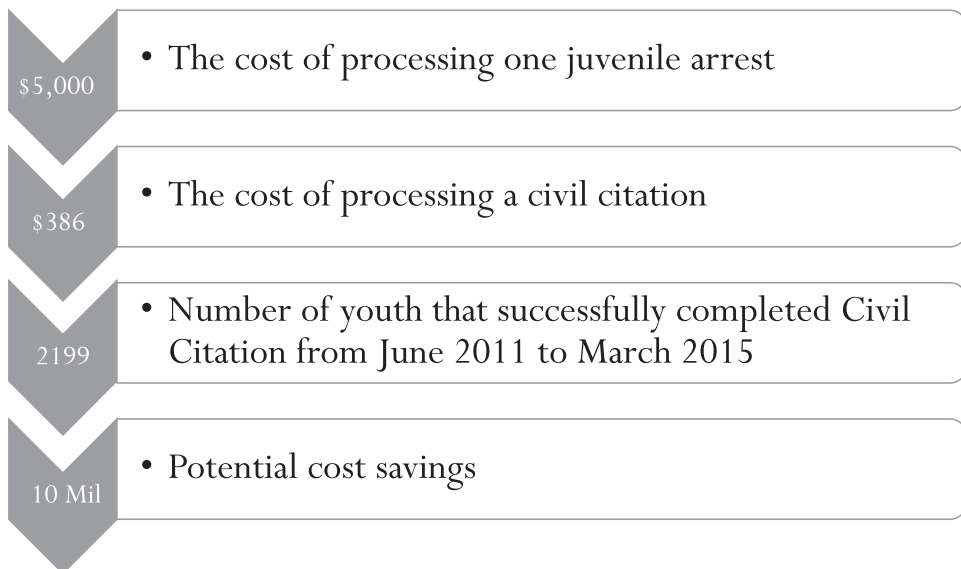 $5,000
• The cost of processing one juvenile arrest
$386
• The cost of processing a civil citation
2199
• Number of youth that successfully completed Civil
Citation from June 2011 to March 2015
10 Mil
• Potential cost savings